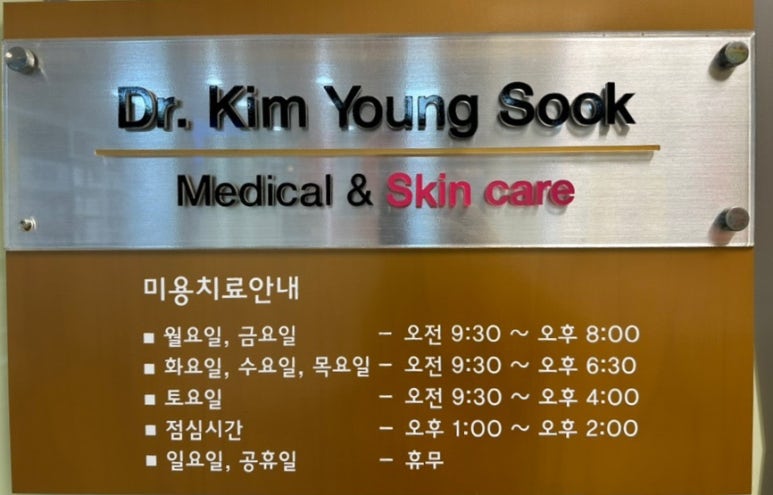 Dr. Kim Young Sook
Medical & Skin care
미용치료안내
■ 월요일, 금요일 – 오전 9:30 ~ 오후 8:00
■ 화요일, 수요일, 목요일 – 오전 9:30 ~ 오후 6:30
■ 토요일 – 오전 9:30 ~ 오후 4:00
■ 점심시간 – 오후 1:00 ~ 오후 2:00
■ 일요일, 공휴일 – 휴무